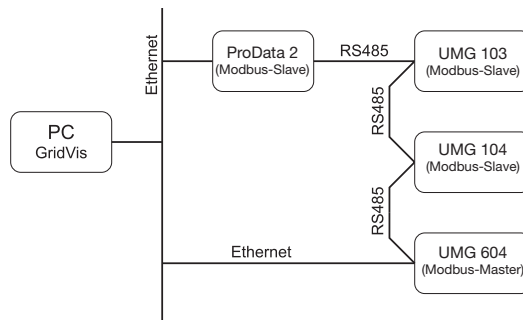 Ethernet
ProData 2
(Modbus-Slave)
RS485
UMG 103
(Modbus-Slave)
RS485
PC
GridVis
UMG 104
(Modbus-Slave)
RS485
Ethernet
UMG 604
(Modbus-Master)